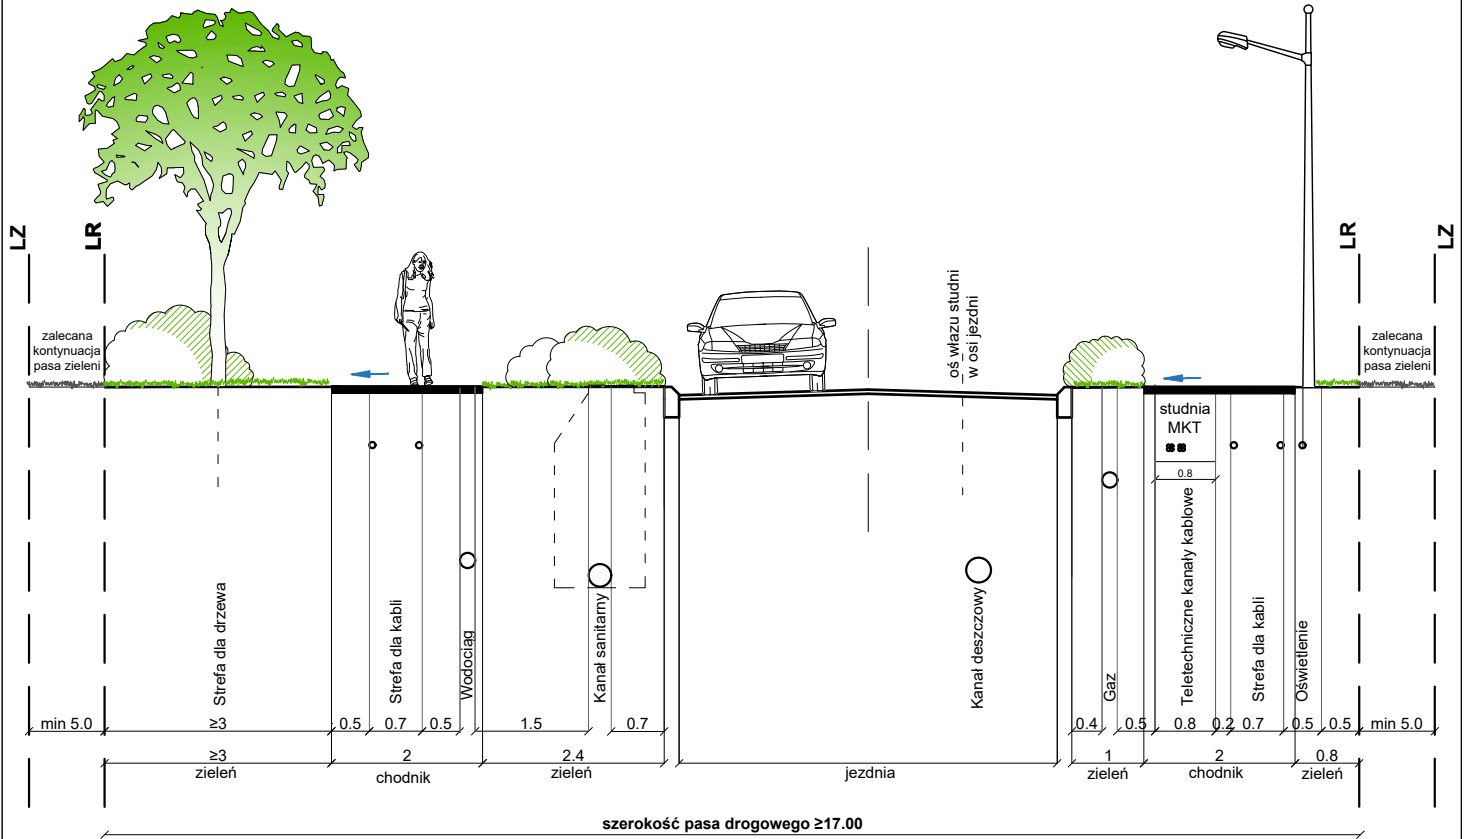 LZ
LR
LR
LZ
zalecana
kontynuacja
pasa zieleni
oś włazu studni
w osi jezdni
zalecana
kontynuacja
pasa zieleni
studnia
MKT
0.8
Strefa dla drzewa
Strefa dla kabli
Wodociąg
Kanał sanitarny
Kanał deszczowy
Gaz
Teletechniczne kanały kablowe
Strefa dla kabli
Oświetlenie
min 5.0 ≥3 0.5 0.7 0.5 1.5 0.7 0.4 0.5 0.8 0.2 0.7 0.5 0.5 min 5.0
≥3 2 2.4 1 2 0.8
zieleń chodnik zieleń jezdnia zieleń chodnik zieleń
szerokość pasa drogowego ≥17.00